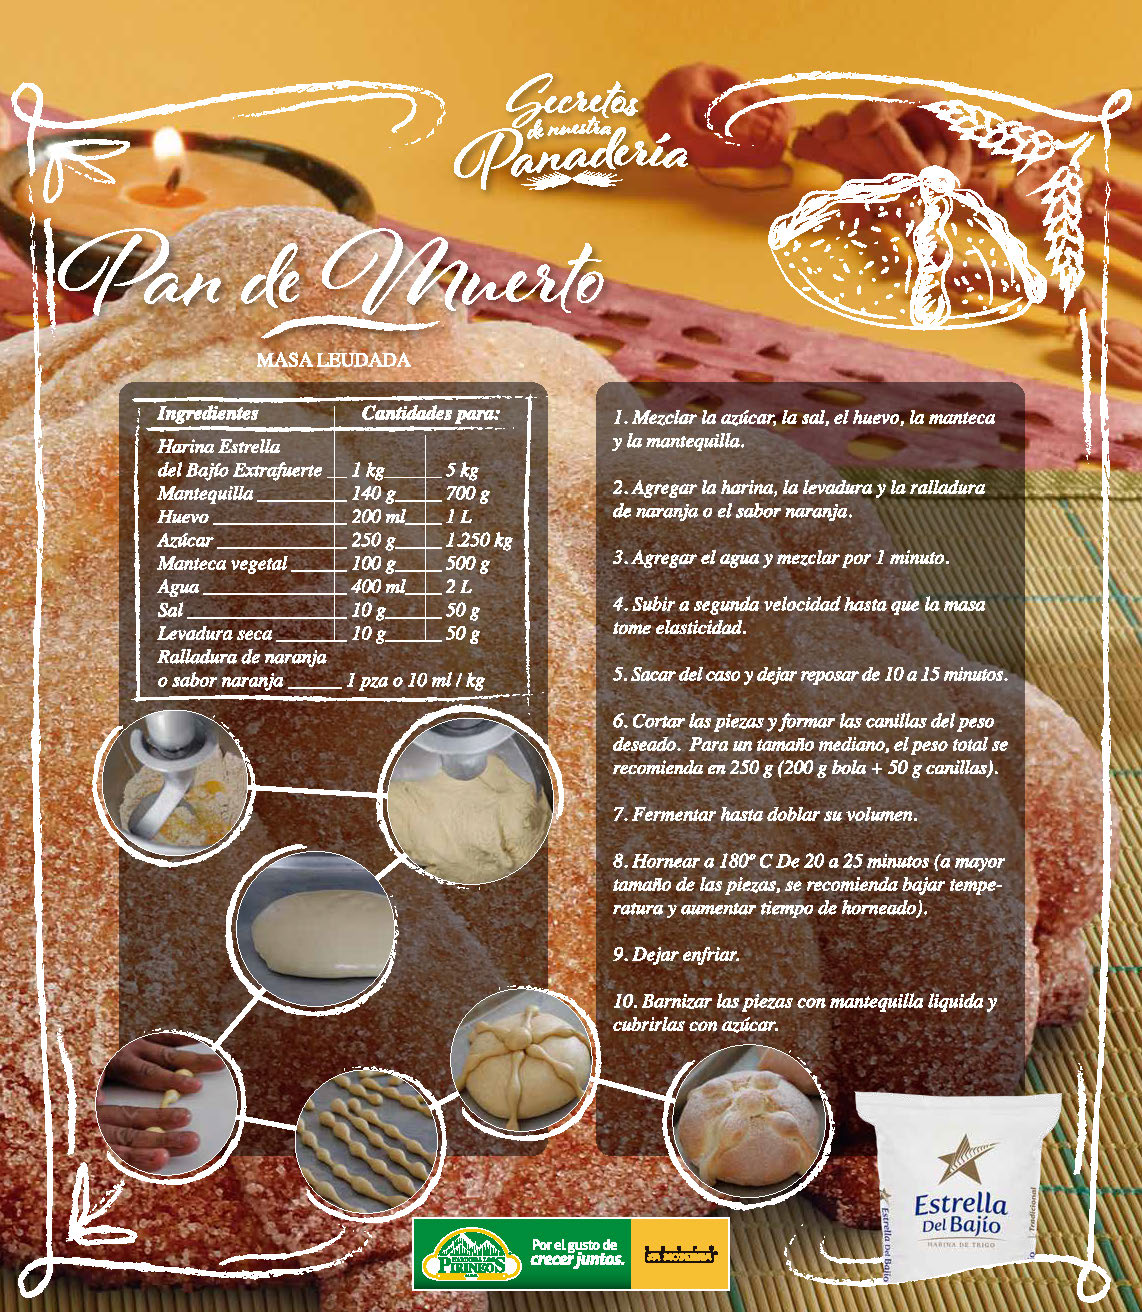 Secretos
de nuestra
Panadería
Pan de Muerto
MASA LEUDADA
Ingredientes Cantidades para:
Harina Estrella
del Bajío Extrafuerte 1 kg 5 kg
Mantequilla 140 g 700 g
Huevo 200 ml 1 L
Azúcar 250 g 1.250 kg
Manteca vegetal 100 g 500 g
Agua 400 ml 2 L
Sal 10 g 50 g
Levadura seca 10 g 50 g
Ralladura de naranja
o sabor naranja 1 pza o 10 ml / kg
1. Mezclar la azúcar, la sal, el huevo, la manteca
y la mantequilla.
2. Agregar la harina, la levadura y la ralladura
de naranja o el sabor naranja.
3. Agregar el agua y mezclar por 1 minuto.
4. Subir a segunda velocidad hasta que la masa
tome elasticidad.
5. Sacar del caso y dejar reposar de 10 a 15 minutos.
6. Cortar las piezas y formar las canillas del peso
deseado. Para un tamaño mediano, el peso total se
recomienda en 250 g (200 g bola + 50 g canillas).
7. Fermentar hasta doblar su volumen.
8. Hornear a 180º C De 20 a 25 minutos (a mayor
tamaño de las piezas, se recomienda bajar tempe-
ratura y aumentar tiempo de horneado).
9. Dejar enfriar.
10. Barnizar las piezas con mantequilla liquida y
cubrirlas con azúcar.
Estrella
Del Bajío
HARINA DE TRIGO
Tradicional
Estrella Del Bajío
PIRINEOS
Por el gusto de
crecer juntos.
LA MODERNA